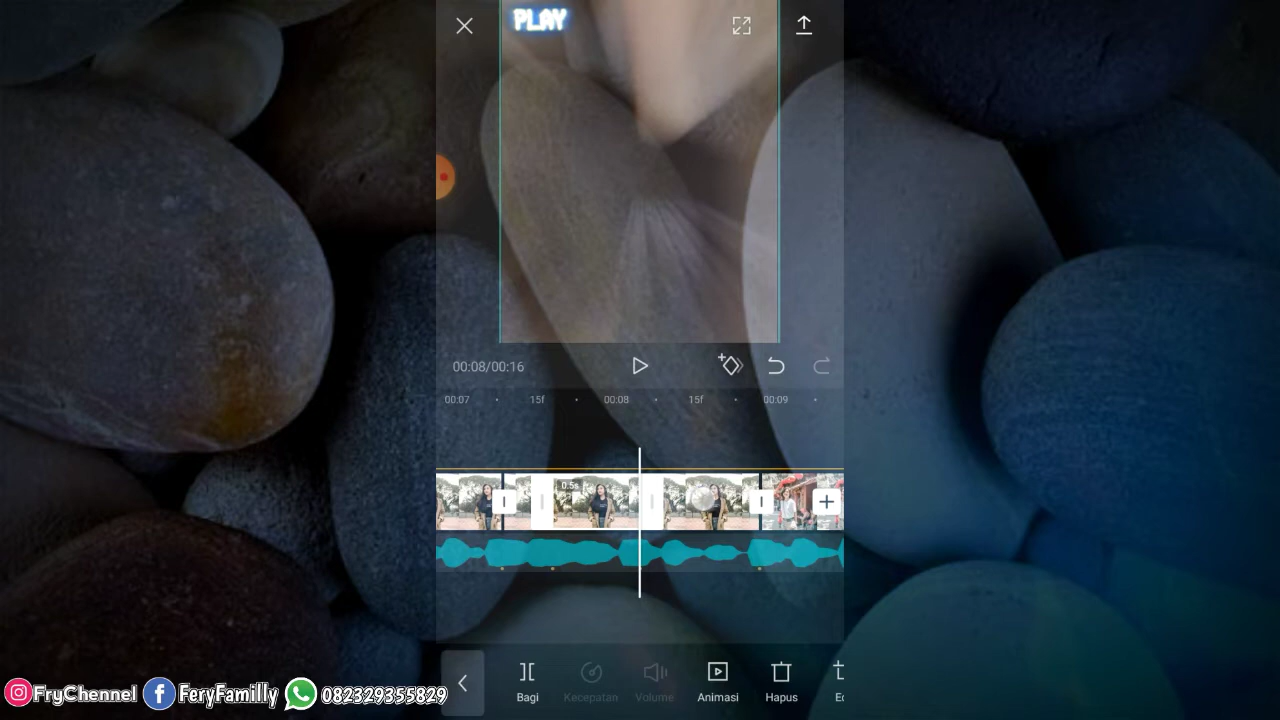 PLAY
00:08/00:16
00:07 15f 00:08 15f 00:09
0.5s
Bagi Kecepatan Volume Animasi Hapus
FryChennel FeryFamilly 082329355829